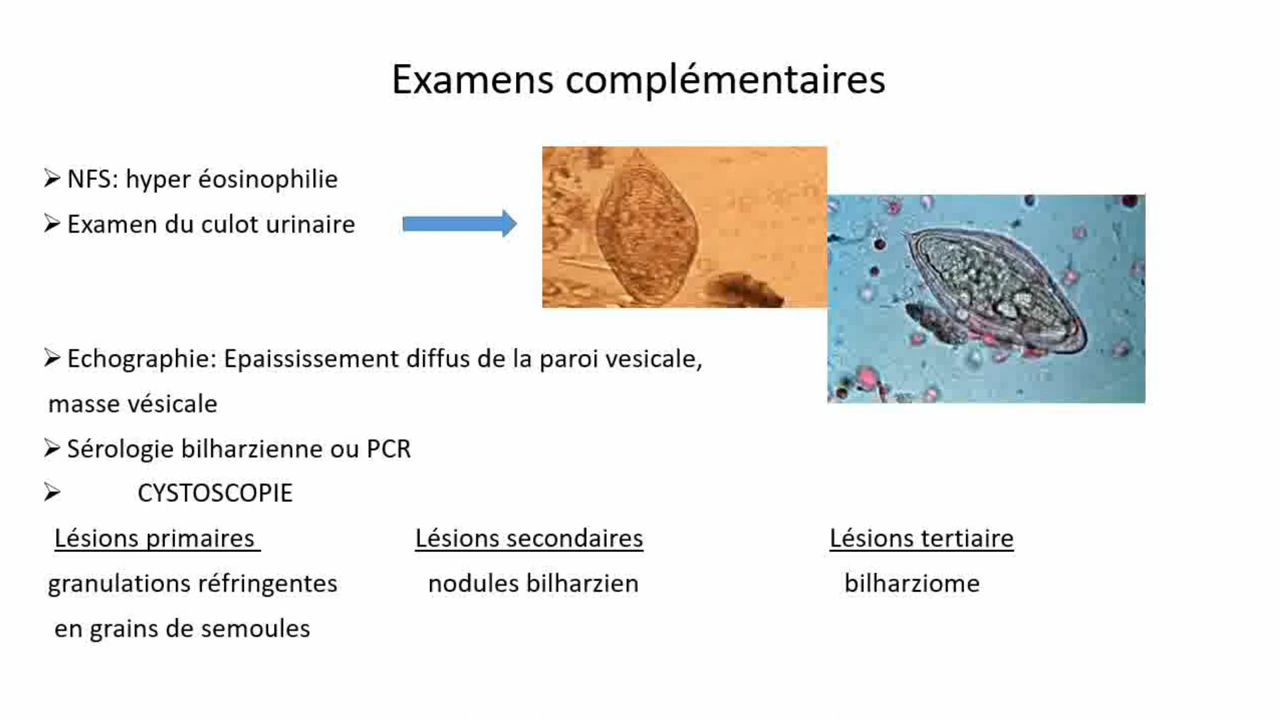 Examens complémentaires
NFS: hyper éosinophilie
Examen du culot urinaire
Echographie: Epaississement diffus de la paroi vesicale,
masse vésicale
Sérologie bilharzienne ou PCR
CYSTOSCOPIE
Lésions primaires Lésions secondaires Lésions tertiaire
granulations réfringentes nodules bilharzien bilharziome
en grains de semoules